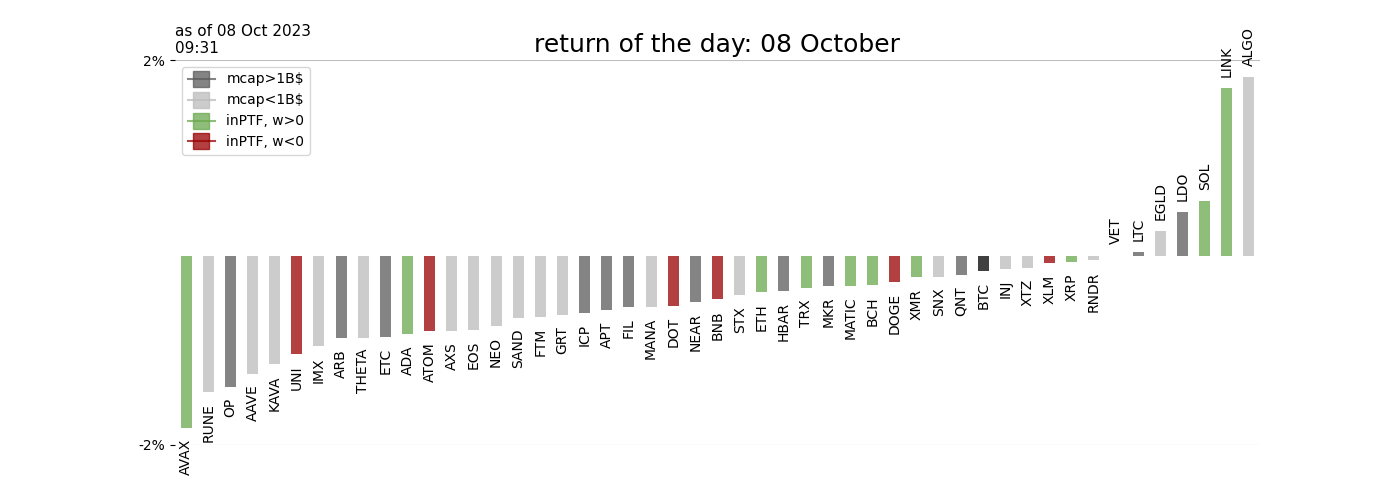 as of 08 Oct 2023
09:31
return of the day: 08 October
2%
mcap>1B$
mcap<1B$
inPTF, w>0
inPTF, w<0
-2%
AVAX
RUNE
OP
AAVE
KAVA
UNI
IMX
ARB
THETA
ETC
ADA
ATOM
AXS
EOS
NEO
SAND
FTM
GRT
ICP
APT
FIL
MANA
DOT
NEAR
BNB
STX
ETH
HBAR
TRX
MKR
MATIC
BCH
DOGE
XMR
SNX
QNT
BTC
INJ
XTZ
XLM
XRP
RNDR
VET
LTC
EGLD
LDO
SOL
LINK
ALGO